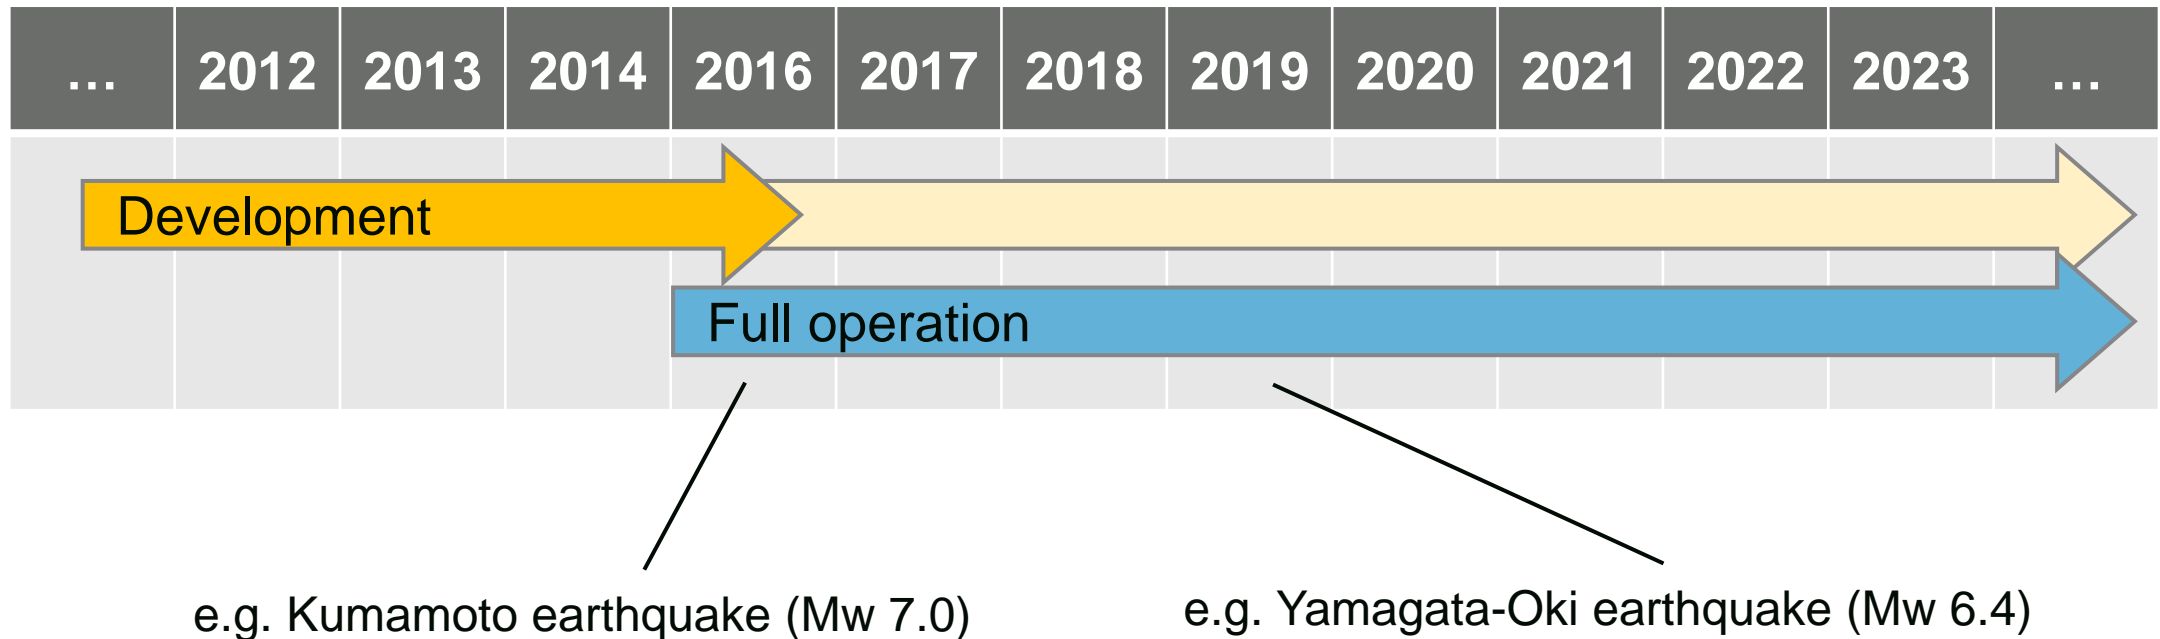 ... 2012 2013 2014 2016 2017 2018 2019 2020 2021 2022 2023 ...
Development
Full operation
e.g. Kumamoto earthquake (Mw 7.0) e.g. Yamagata-Oki earthquake (Mw 6.4)